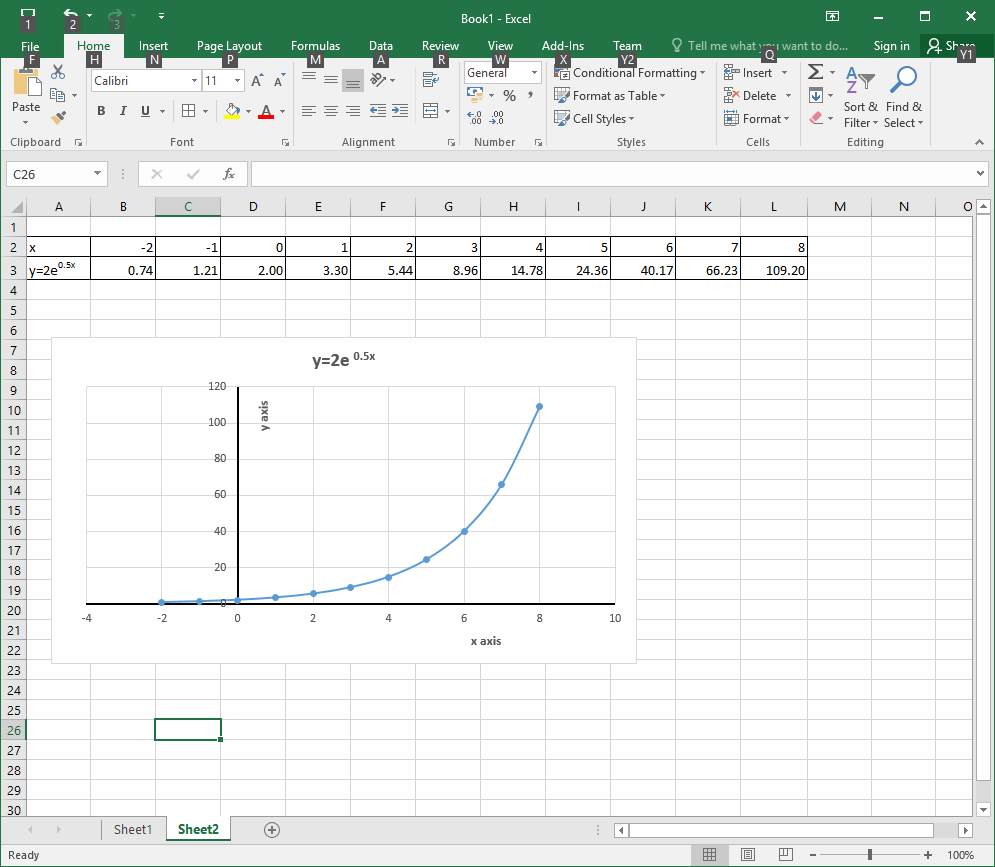 Book1 - Excel
1 2 3
File Home Insert Page Layout Formulas Data Review View Add-Ins Team Tell me what you want to do... Sign in Share
F H N P M A R W X Y2 Q Y1
Paste
Calibri 11
B I U A
General
% ,
Conditional Formatting
Format as Table
Cell Styles
Insert
Delete
Format
Sort & Filter
Find & Select
Clipboard Font Alignment Number Styles Cells Editing
C26 fx
A B C D E F G H I J K L M N O
1
2 x -2 -1 0 1 2 3 4 5 6 7 8
3 y=2e^0.5x 0.74 1.21 2.00 3.30 5.44 8.96 14.78 24.36 40.17 66.23 109.20
4
5
6
7
8
9
10
11
12
13
14
15
16
17
18
19
20
21
22
23
24
25
26
27
28
29
30
y=2e ^0.5x
y axis
120
100
80
60
40
20
0
-4 -2 0 2 4 6 8 10
x axis
Sheet1 Sheet2
Ready 100%